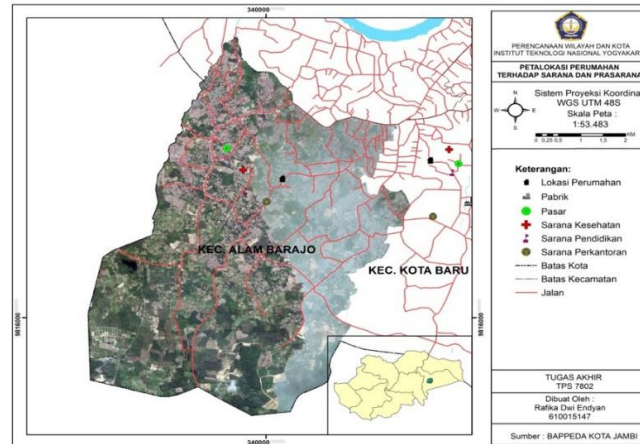 340000
9816000
KEC. ALAM BARAJO
KEC. KOTA BARU
9816000
340000
PERENCANAAN WILAYAH DAN KOTA
INSTITUT TEKNOLOGI NASIONAL YOGYAKAR
PETALOKASI PERUMAHAN
TERHADAP SARANA DAN PRASARANA
N
W
E
S
Sistem Proyeksi Koordina
WGS UTM 48S
Skala Peta :
1:53.483
0 0,25 0,5 1 1,5 2
KM
Keterangan:
Lokasi Perumahan
Pabrik
Pasar
Sarana Kesehatan
Sarana Pendidikan
Sarana Perkantoran
Batas Kota
Batas Kecamatan
Jalan
TUGAS AKHIR
TPS 7802
Dibuat Oleh :
Rafika Dwi Endyan
610015147
Sumber : BAPPEDA KOTA JAMBI